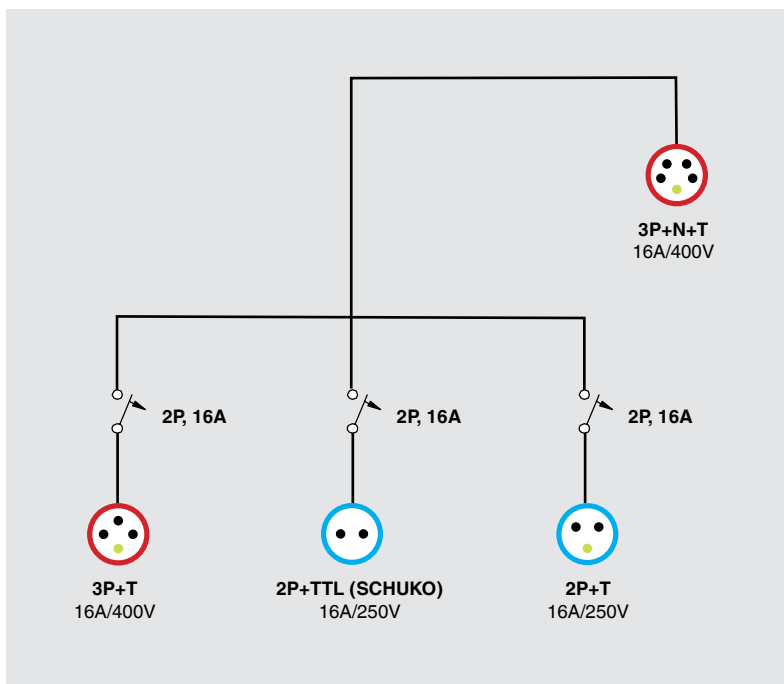 3P+N+T
16A/400V
2P, 16A
2P, 16A
2P, 16A
3P+T
16A/400V
2P+TTL (SCHUKO)
16A/250V
2P+T
16A/250V